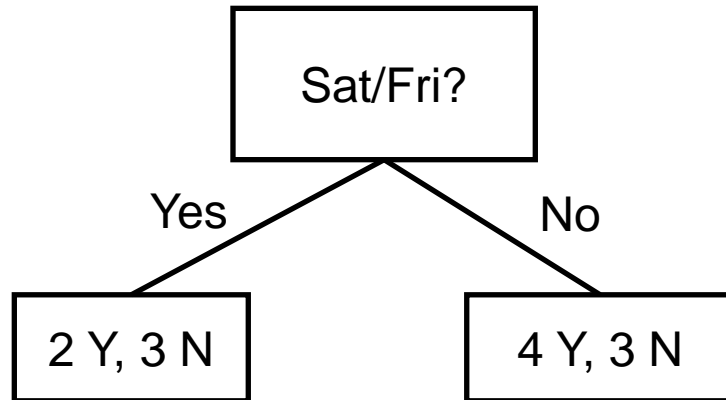 Sat/Fri?
Yes
No
2 Y, 3 N
4 Y, 3 N